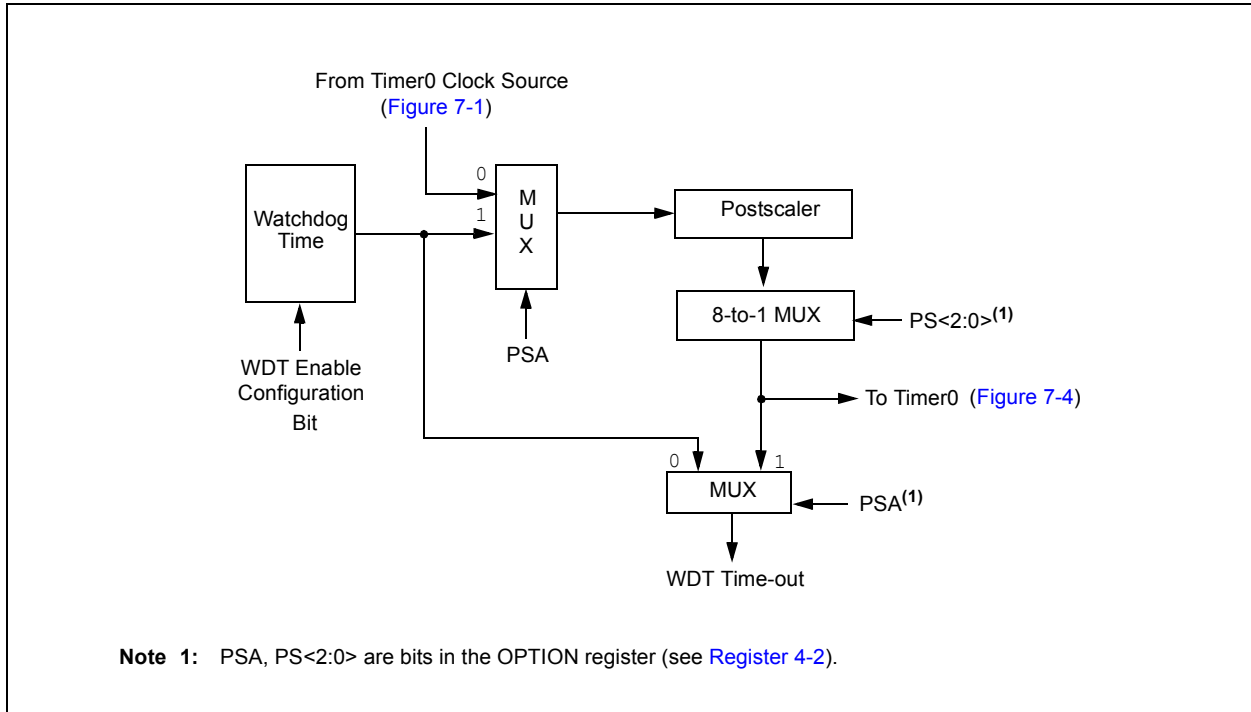 From Timer0 Clock Source
(Figure 7-1)
0
1
M
U
X
Watchdog
Time
Postscaler
8-to-1 MUX
PS<2:0>(1)
PSA
WDT Enable
Configuration
Bit
To Timer0 (Figure 7-4)
0
1
MUX
PSA(1)
WDT Time-out
Note 1: PSA, PS<2:0> are bits in the OPTION register (see Register 4-2).